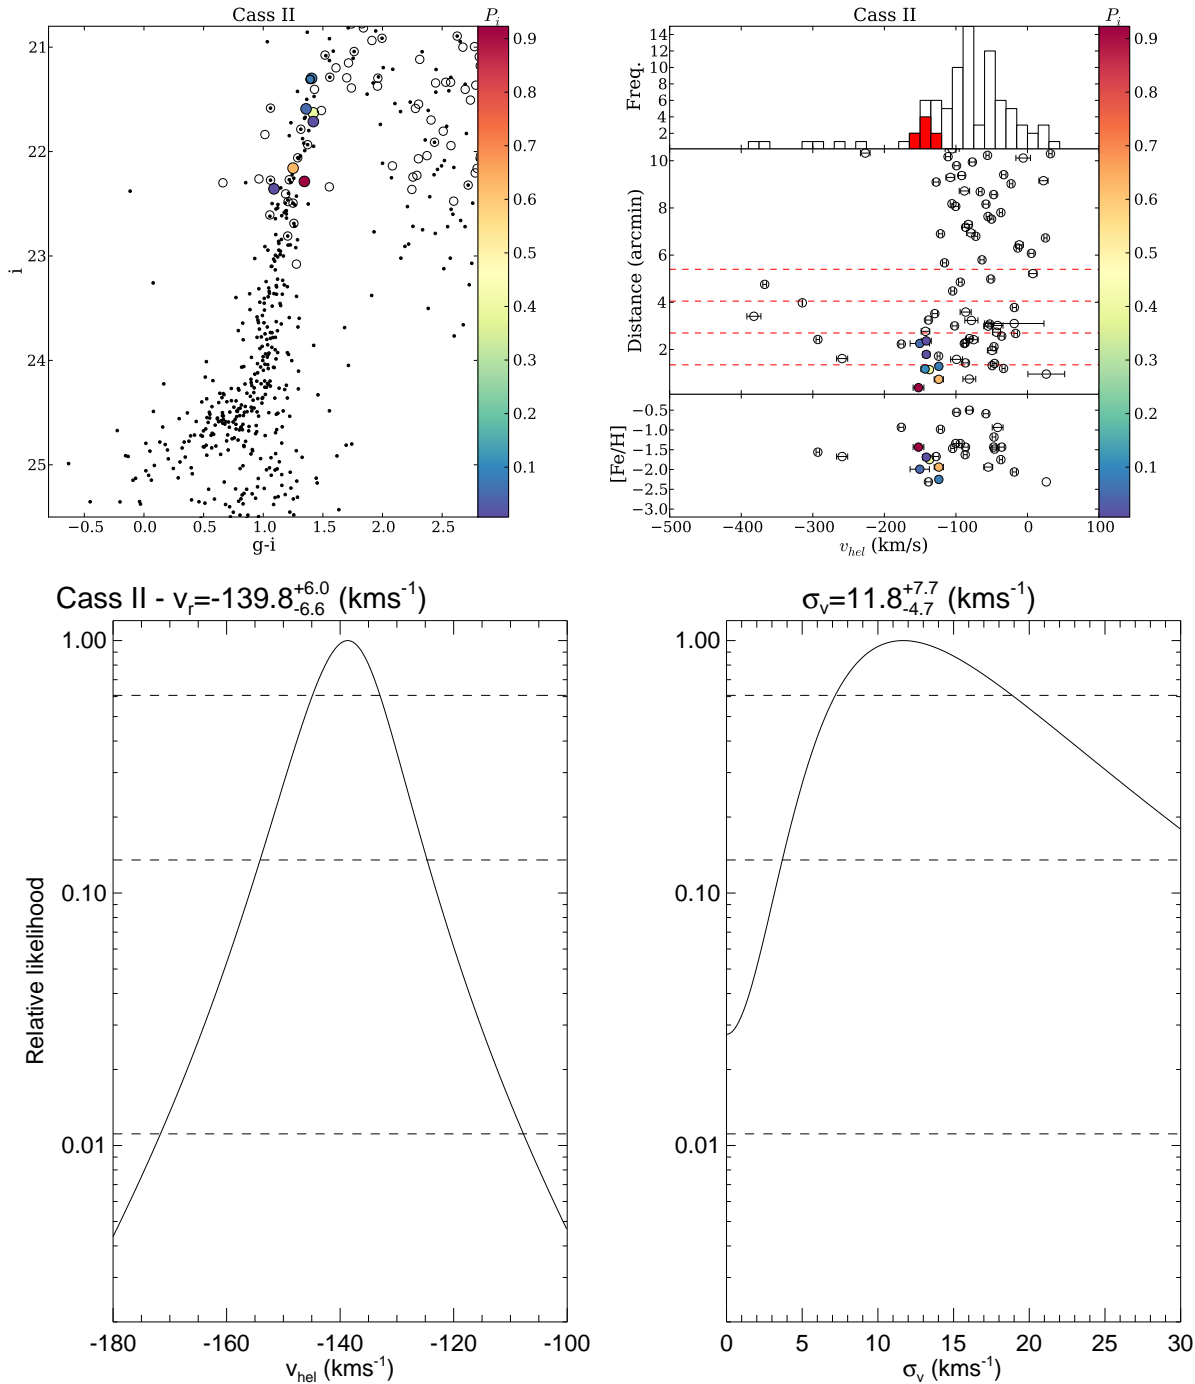 Cass II
P_i
21
22
23
24
25
i
−0.5 0.0 0.5 1.0 1.5 2.0 2.5
g-i
0.9
0.8
0.7
0.6
0.5
0.4
0.3
0.2
0.1
Cass II
P_i
Freq.
14
12
10
8
6
4
2
Distance (arcmin)
10
8
6
4
2
[Fe/H]
−0.5
−1.0
−1.5
−2.0
−2.5
−3.0
−500 −400 −300 −200 −100 0 100
v_hel (km/s)
0.9
0.8
0.7
0.6
0.5
0.4
0.3
0.2
0.1
Cass II - v_r=-139.8^{+6.0}_{-6.6} (kms^{-1})
Relative likelihood
1.00
0.10
0.01
-180 -160 -140 -120 -100
v_hel (kms^{-1})
σ_v=11.8^{+7.7}_{-4.7} (kms^{-1})
1.00
0.10
0.01
0 5 10 15 20 25 30
σ_v (kms^{-1})